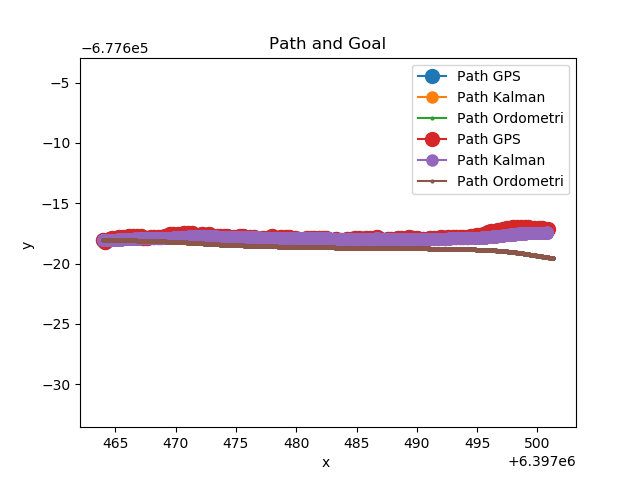 −6.776e5
Path and Goal
Path GPS
Path Kalman
Path Ordometri
Path GPS
Path Kalman
Path Ordometri
−5
−10
−15
−20
−25
−30
y
465 470 475 480 485 490 495 500
x
+6.397e6